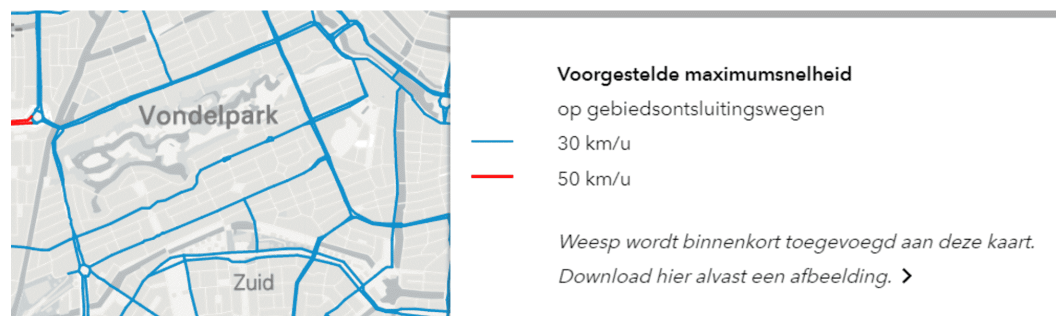 Vondelpark
Zuid
Voorgestelde maximumsnelheid
op gebiedsontsluitingswegen
30 km/u
50 km/u
Weesp wordt binnenkort toegevoegd aan deze kaart.
Download hier alvast een afbeelding.